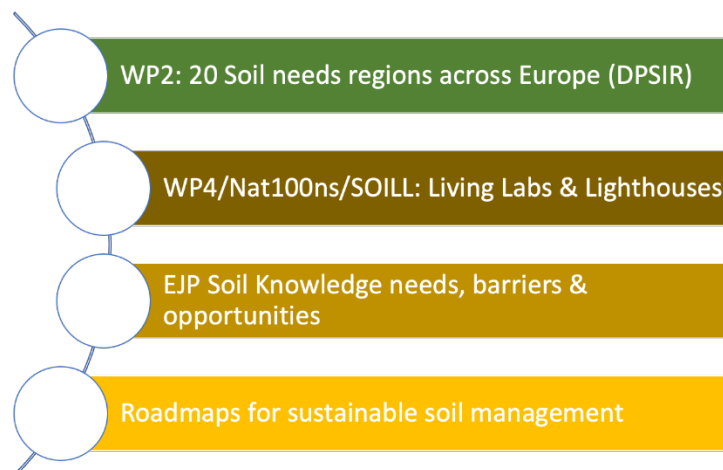 WP2: 20 Soil needs regions across Europe (DPSIR)
WP4/Nat100ns/SOILL: Living Labs & Lighthouses
EJP Soil Knowledge needs, barriers &
opportunities
Roadmaps for sustainable soil management